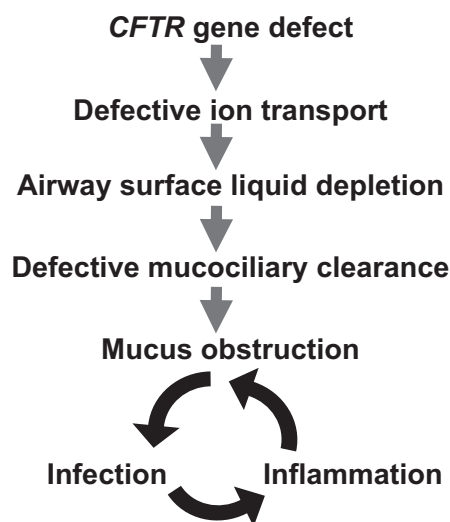 CFTR gene defect
Defective ion transport
Airway surface liquid depletion
Defective mucociliary clearance
Mucus obstruction
Infection Inflammation